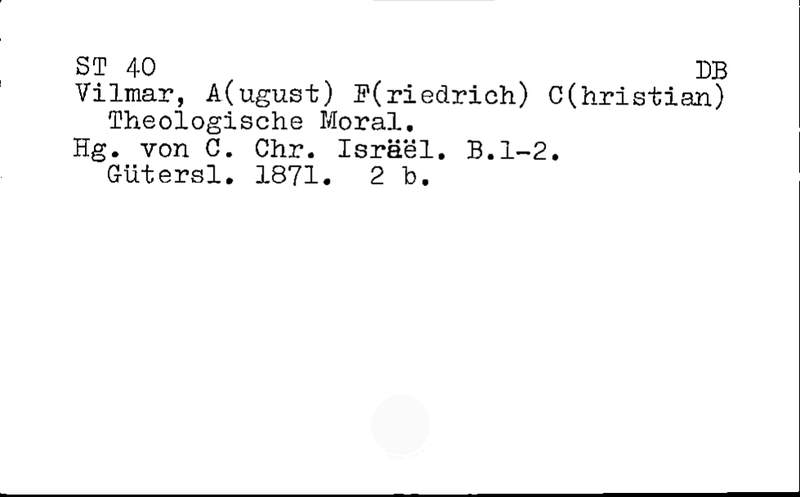 ST 40 DB
Vilmar, A(ugust) F(riedrich) C(hristian)
Theologische Moral.
Hg. von C. Chr. Isräël. B.1-2.
Gütersl. 1871. 2 b.